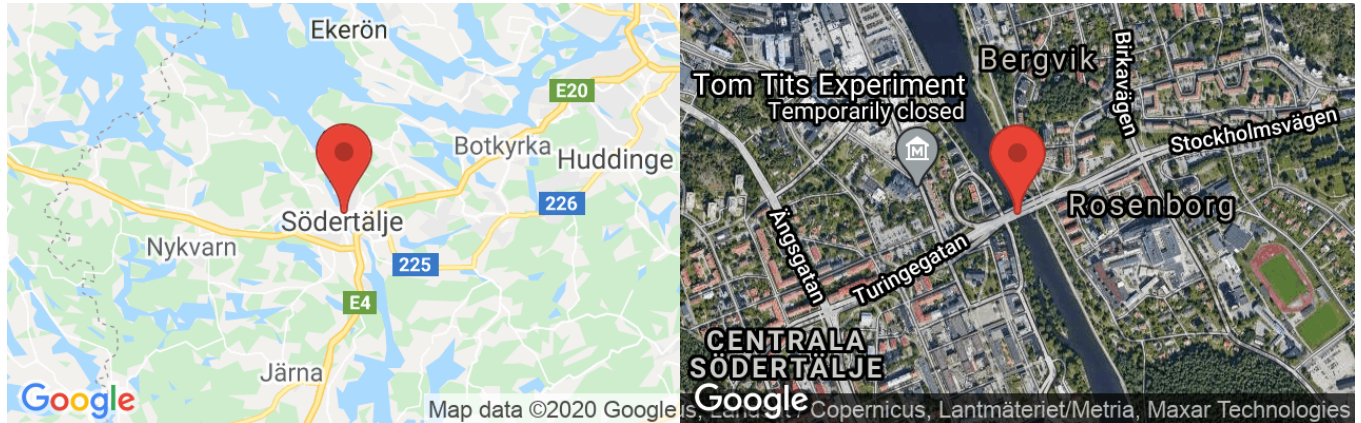 Ekerön
E20
Botkyrka
Huddinge
226
Södertälje
Nykvarn
225
E4
Järna
Google
Map data ©2020 Google
Bergvik
Birkavägen
Tom Tits Experiment
Temporarily closed
Stockholmsvägen
Rosenborg
Ängsgatan
Turingegatan
CENTRALA
SÖDERTÄLJE
Google
Copernicus, Lantmäteriet/Metria, Maxar Technologies